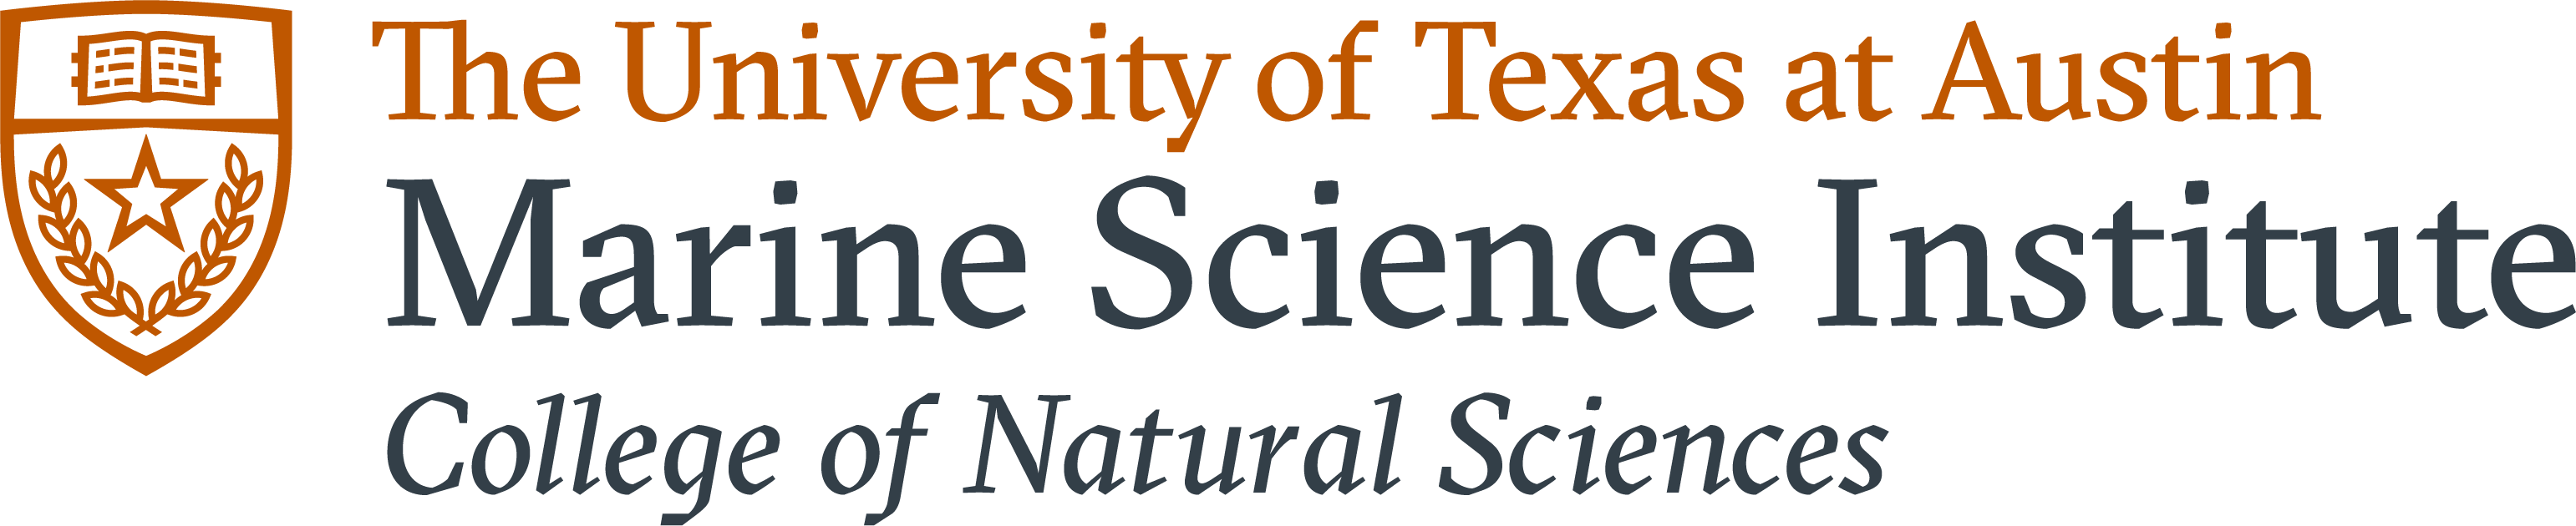 The University of Texas at Austin
Marine Science Institute
College of Natural Sciences